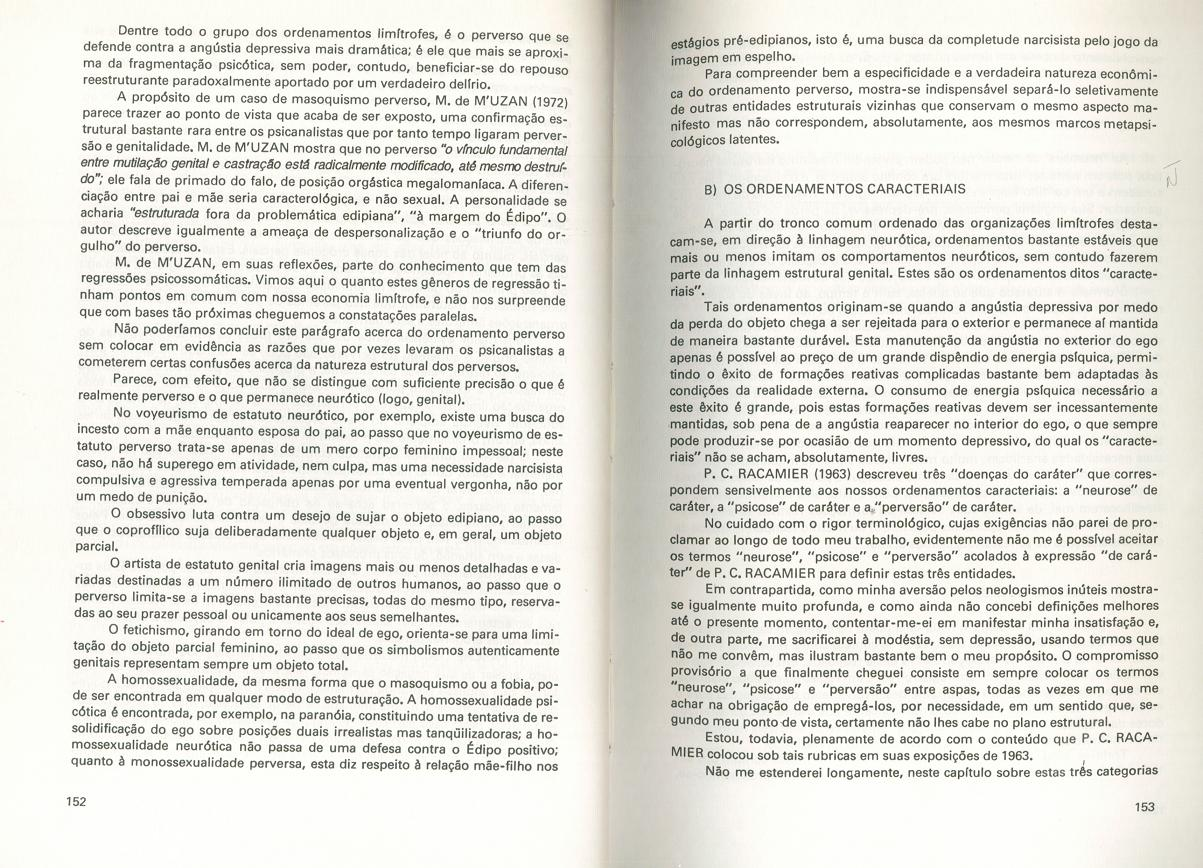 Dentre todo o grupo dos ordenamentos limítrofes, é o perverso que se
defende contra a angústia depressiva mais dramática; é ele que mais se aproxi-
ma da fragmentação psicótica, sem poder, contudo, beneficiar-se do repouso
reestruturante paradoxalmente aportado por um verdadeiro delírio.
A propósito de um caso de masoquismo perverso, M. de M'UZAN (1972)
parece trazer ao ponto de vista que acaba de ser exposto, uma confirmação es-
trutural bastante rara entre os psicanalistas que por tanto tempo ligaram perver-
são e genitalidade. M. de M'UZAN mostra que no perverso "o vínculo fundamental
entre mutilação genital e castração está radicalmente modificado, até mesmo destruí-
do"; ele fala de primado do falo, de posição orgástica megalomaníaca. A diferen-
ciação entre pai e mãe seria caracterológica, e não sexual. A personalidade se
acharia "estruturada fora da problemática edipiana", "à margem do Édipo". O
autor descreve igualmente a ameaça de despersonalização e o "triunfo do or-
gulho" do perverso.
M. de M'UZAN, em suas reflexões, parte do conhecimento que tem das
regressões psicossomáticas. Vimos aqui o quanto estes gêneros de regressão ti-
nham pontos em comum com nossa economia limítrofe, e não nos surpreende
que com bases tão próximas cheguemos a constatações paralelas.
Não poderíamos concluir este parágrafo acerca do ordenamento perverso
sem colocar em evidência as razões que por vezes levaram os psicanalistas a
cometerem certas confusões acerca da natureza estrutural dos perversos.
Parece, com efeito, que não se distingue com suficiente precisão o que é
realmente perverso e o que permanece neurótico (logo, genital).
No voyeurismo de estatuto neurótico, por exemplo, existe uma busca do
incesto com a mãe enquanto esposa do pai, ao passo que no voyeurismo de es-
tatuto perverso trata-se apenas de um mero corpo feminino impessoal; neste
caso, não há superego em atividade, nem culpa, mas uma necessidade narcisista
compulsiva e agressiva temperada apenas por uma eventual vergonha, não por
um medo de punição.
O obsessivo luta contra um desejo de sujar o objeto edipiano, ao passo
que o coprofílico suja deliberadamente qualquer objeto e, em geral, um objeto
parcial.
O artista de estatuto genital cria imagens mais ou menos detalhadas e va-
riadas destinadas a um número ilimitado de outros humanos, ao passo que o
perverso limita-se a imagens bastante precisas, todas do mesmo tipo, reserva-
das ao seu prazer pessoal ou unicamente aos seus semelhantes.
O fetichismo, girando em torno do ideal de ego, orienta-se para uma limi-
tação do objeto parcial feminino, ao passo que os simbolismos autenticamente
genitais representam sempre um objeto total.
A homossexualidade, da mesma forma que o masoquismo ou a fobia, po-
de ser encontrada em qualquer modo de estruturação. A homossexualidade psi-
cótica é encontrada, por exemplo, na paranóia, constituindo uma tentativa de re-
solidificação do ego sobre posições duais irrealistas mas tranqüilizadoras; a ho-
mossexualidade neurótica não passa de uma defesa contra o Édipo positivo;
quanto à monossexualidade perversa, esta diz respeito à relação mãe-filho nos
152
estágios pré-edipianos, isto é, uma busca da completude narcisista pelo jogo da
imagem em espelho.
Para compreender bem a especificidade e a verdadeira natureza econômi-
ca do ordenamento perverso, mostra-se indispensável separá-lo seletivamente
de outras entidades estruturais vizinhas que conservam o mesmo aspecto ma-
nifesto mas não correspondem, absolutamente, aos mesmos marcos metapsi-
cológicos latentes.
B) OS ORDENAMENTOS CARACTERIAIS
A partir do tronco comum ordenado das organizações limítrofes desta-
cam-se, em direção à linhagem neurótica, ordenamentos bastante estáveis que
mais ou menos imitam os comportamentos neuróticos, sem contudo fazerem
parte da linhagem estrutural genital. Estes são os ordenamentos ditos "caracte-
riais".
Tais ordenamentos originam-se quando a angústia depressiva por medo
da perda do objeto chega a ser rejeitada para o exterior e permanece aí mantida
de maneira bastante durável. Esta manutenção da angústia no exterior do ego
apenas é possível ao preço de um grande dispêndio de energia psíquica, permi-
tindo o êxito de formações reativas complicadas bastante bem adaptadas às
condições da realidade externa. O consumo de energia psíquica necessário a
este êxito é grande, pois estas formações reativas devem ser incessantemente
mantidas, sob pena de a angústia reaparecer no interior do ego, o que sempre
pode produzir-se por ocasião de um momento depressivo, do qual os "caracte-
riais" não se acham, absolutamente, livres.
P. C. RACAMIER (1963) descreveu três "doenças do caráter" que corres-
pondem sensivelmente aos nossos ordenamentos caracteriais: a "neurose" de
caráter, a "psicose" de caráter e a "perversão" de caráter.
No cuidado com o rigor terminológico, cujas exigências não parei de pro-
clamar ao longo de todo meu trabalho, evidentemente não me é possível aceitar
os termos "neurose", "psicose" e "perversão" acolados à expressão "de cará-
ter" de P. C. RACAMIER para definir estas três entidades.
Em contrapartida, como minha aversão pelos neologismos inúteis mostra-
se igualmente muito profunda, e como ainda não concebi definições melhores
até o presente momento, contentar-me-ei em manifestar minha insatisfação e,
de outra parte, me sacrificarei à modéstia, sem depressão, usando termos que
não me convêm, mas ilustram bastante bem o meu propósito. O compromisso
provisório a que finalmente cheguei consiste em sempre colocar os termos
"neurose", "psicose" e "perversão" entre aspas, todas as vezes em que me
achar na obrigação de empregá-los, por necessidade, em um sentido que, se-
gundo meu ponto de vista, certamente não lhes cabe no plano estrutural.
Estou, todavia, plenamente de acordo com o conteúdo que P. C. RACA-
MIER colocou sob tais rubricas em suas exposições de 1963.
Não me estenderei longamente, neste capítulo sobre estas três categorias
153